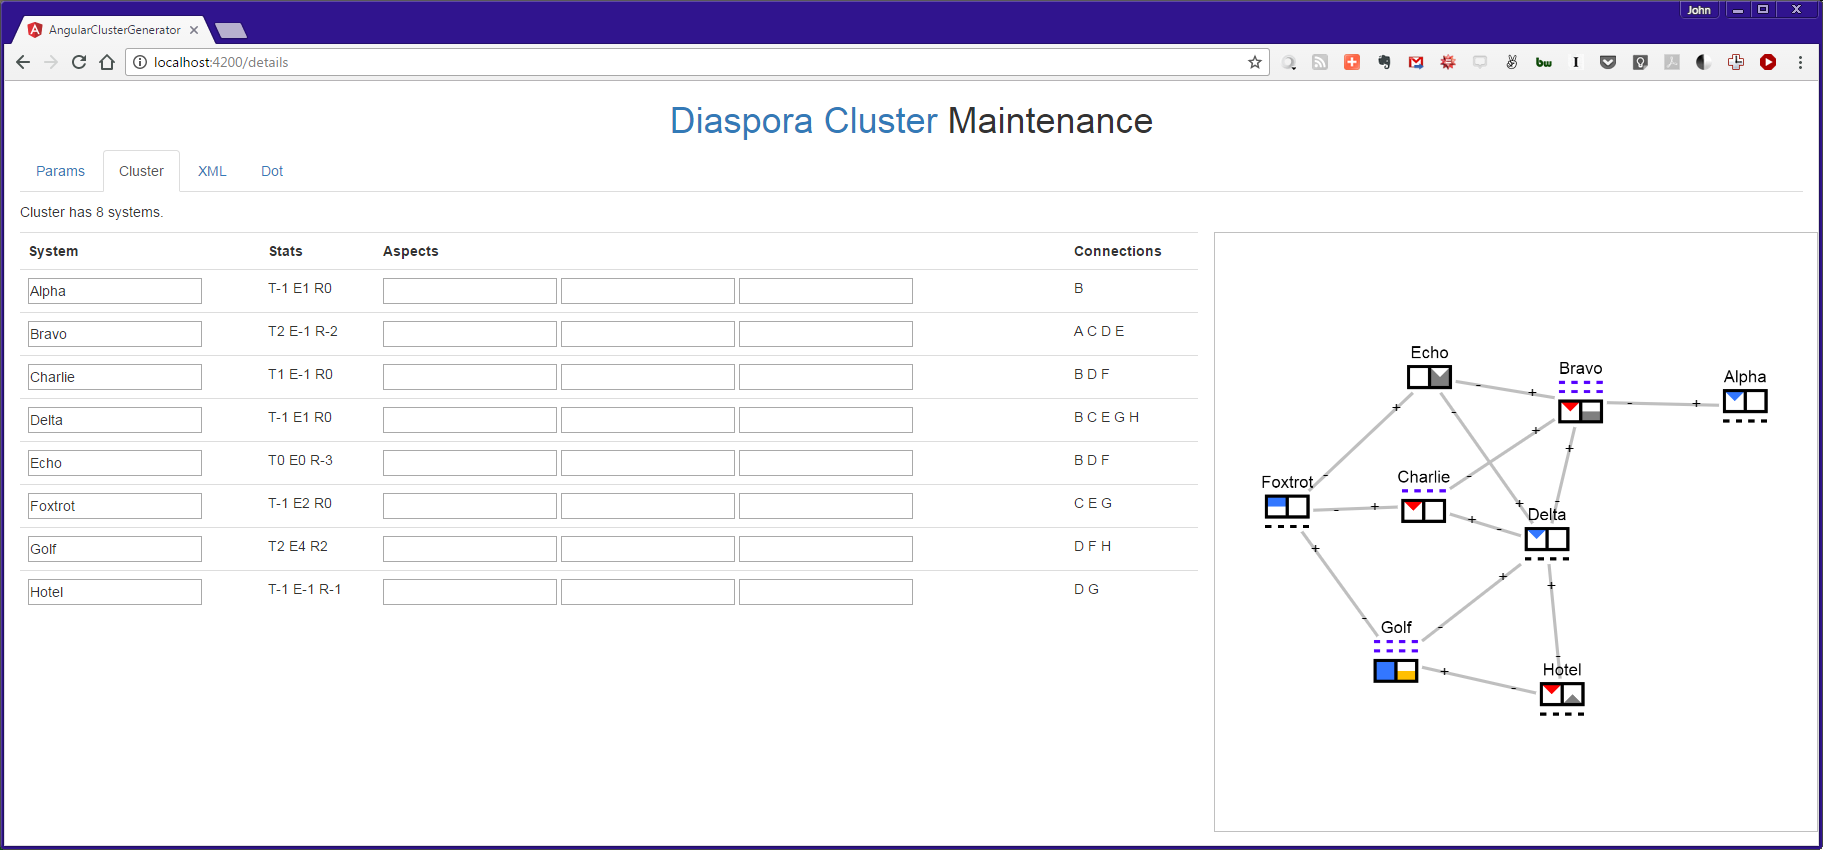 John
AngularClusterGenerator
localhost:4200/details
bw
I
Diaspora Cluster Maintenance
Params Cluster XML Dot
Cluster has 8 systems.
System Stats Aspects Connections
Alpha T-1 E1 R0 B
Bravo T2 E-1 R-2 A C D E
Charlie T1 E-1 R0 B D F
Delta T-1 E1 R0 B C E G H
Echo T0 E0 R-3 B D F
Foxtrot T-1 E2 R0 C E G
Golf T2 E4 R2 D F H
Hotel T-1 E-1 R-1 D G
Echo
Bravo
Alpha
- +
- +
+ -
+ +
Charlie
- -
Foxtrot
- +
+ -
+ -
Delta
+
+ +
- -
Golf
+ -
-
Hotel